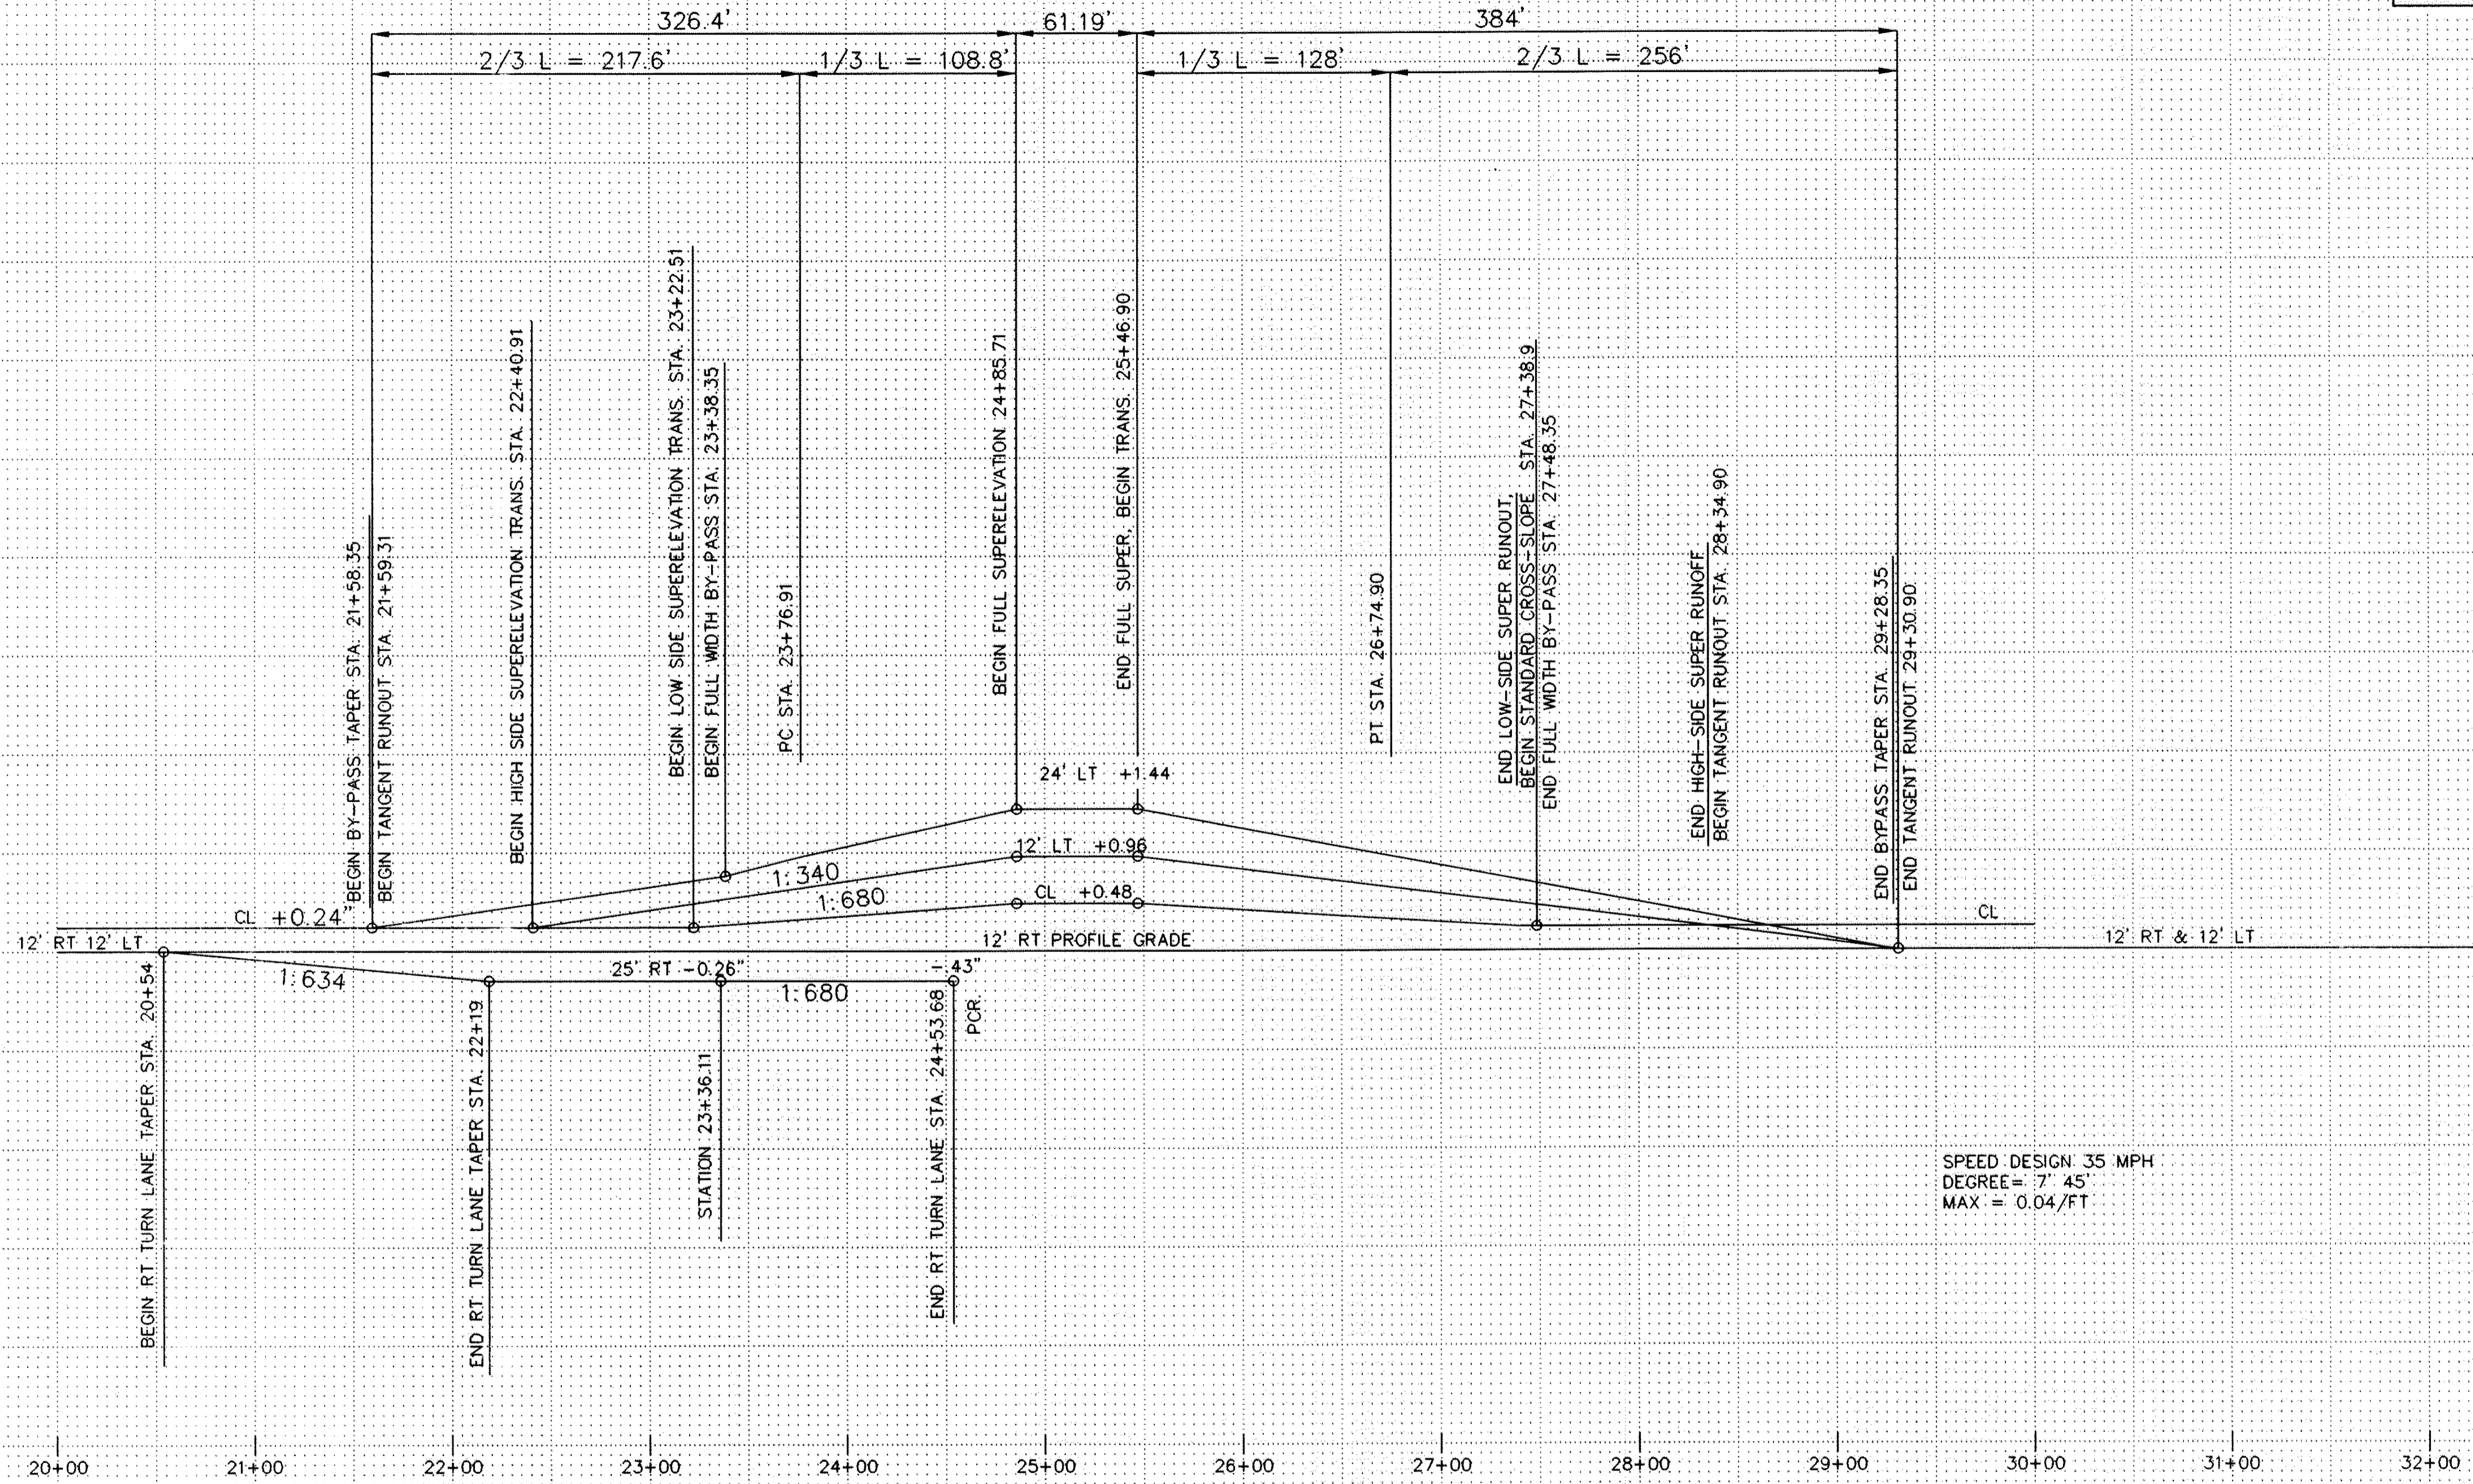 326.4'
61.19'
384'
2/3 L = 217.6'
1/3 L = 108.8'
1/3 L = 128'
2/3 L = 256'
BEGIN BY-PASS TAPER STA. 21+58.35
BEGIN TANGENT RUNOUT STA. 21+59.31
BEGIN HIGH SIDE SUPERELEVATION TRANS. STA. 22+40.91
BEGIN LOW SIDE SUPERELEVATION TRANS. STA. 23+22.51
BEGIN FULL WIDTH BY-PASS STA. 23+38.35
PC STA. 23+76.91
BEGIN FULL SUPERELEVATION 24+85.71
END FULL SUPER, BEGIN TRANS. 25+46.90
PT STA. 26+74.90
END LOW-SIDE SUPER RUNOUT,
BEGIN STANDARD CROSS-SLOPE STA. 27+38.9
END FULL WIDTH BY-PASS STA. 27+48.35
END HIGH-SIDE SUPER RUNOFF
BEGIN TANGENT RUNOUT STA. 28+34.90
END BYPASS TAPER STA. 29+28.35
END TANGENT RUNOUT 29+30.90
24' LT +1.44
12' LT +0.96
1:340
1:680
CL +0.48
CL +0.24"
CL
12' RT 12' LT
12' RT PROFILE GRADE
12' RT & 12' LT
1:634
25' RT -0.26"
1:680
-.43"
PCR.
BEGIN RT TURN LANE TAPER STA. 20+54
END RT TURN LANE TAPER STA. 22+19
STATION 23+36.11
END RT TURN LANE STA. 24+53.68
SPEED DESIGN 35 MPH
DEGREE= 7' 45'
MAX = 0.04/FT
20+00
21+00
22+00
23+00
24+00
25+00
26+00
27+00
28+00
29+00
30+00
31+00
32+00